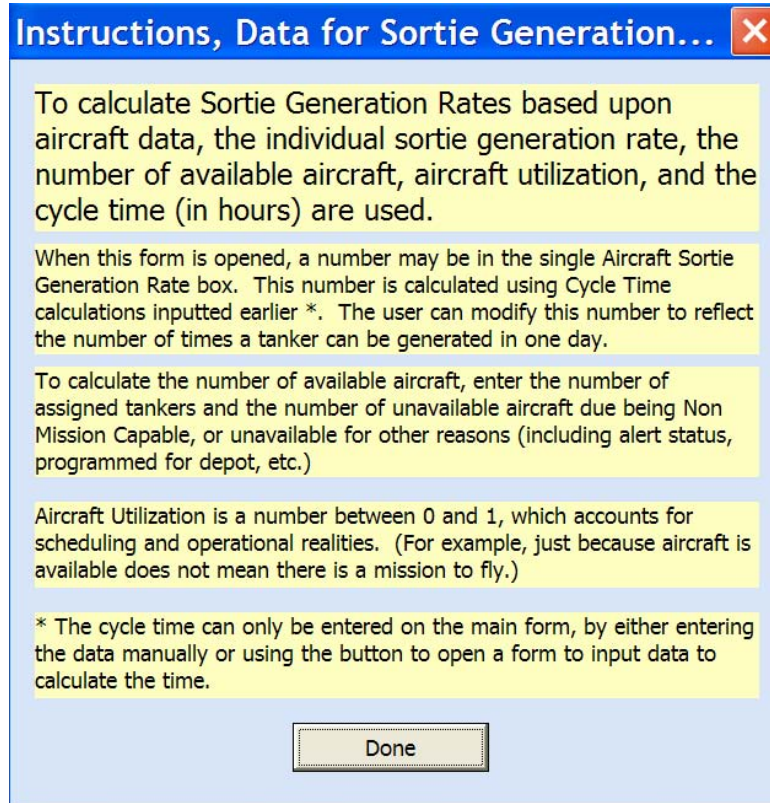 Instructions, Data for Sortie Generation...
To calculate Sortie Generation Rates based upon
aircraft data, the individual sortie generation rate, the
number of available aircraft, aircraft utilization, and the
cycle time (in hours) are used.
When this form is opened, a number may be in the single Aircraft Sortie
Generation Rate box.  This number is calculated using Cycle Time
calculations inputted earlier *.  The user can modify this number to reflect
the number of times a tanker can be generated in one day.
To calculate the number of available aircraft, enter the number of
assigned tankers and the number of unavailable aircraft due being Non
Mission Capable, or unavailable for other reasons (including alert status,
programmed for depot, etc.)
Aircraft Utilization is a number between 0 and 1, which accounts for
scheduling and operational realities.  (For example, just because aircraft is
available does not mean there is a mission to fly.)
* The cycle time can only be entered on the main form, by either entering
the data manually or using the button to open a form to input data to
calculate the time.
Done